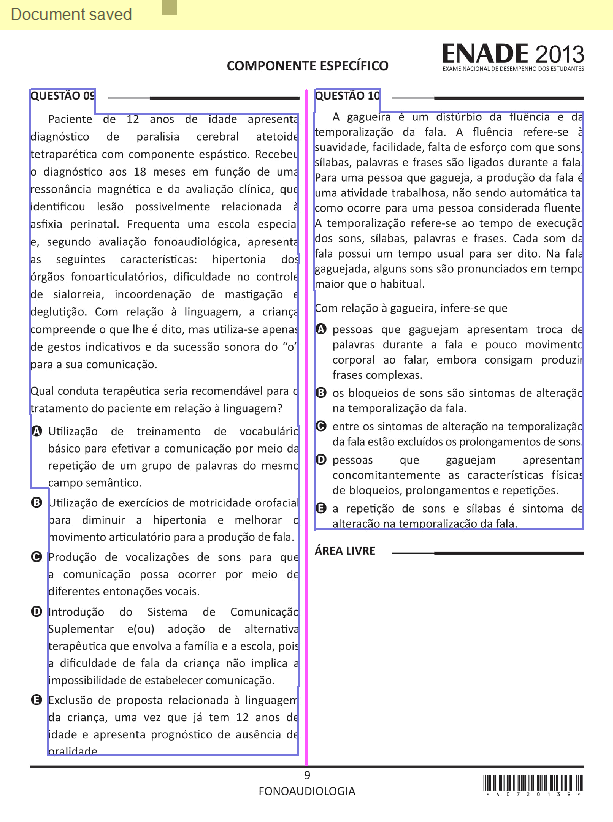 Document saved
COMPONENTE ESPECÍFICO
ENADE 2013
EXAME NACIONAL DE DESEMPENHO DOS ESTUDANTES
QUESTÃO 09
Paciente de 12 anos de idade apresenta
diagnóstico de paralisia cerebral atetoide
tetraparética com componente espástico. Recebeu
o diagnóstico aos 18 meses em função de uma
ressonância magnética e da avaliação clínica, que
identificou lesão possivelmente relacionada à
asfixia perinatal. Frequenta uma escola especial
e, segundo avaliação fonoaudiológica, apresenta
as seguintes características: hipertonia dos
órgãos fonoarticulatórios, dificuldade no controle
de sialorreia, incoordenação de mastigação e
deglutição. Com relação à linguagem, a criança
compreende o que lhe é dito, mas utiliza-se apenas
de gestos indicativos e da sucessão sonora do “o”
para a sua comunicação.
Qual conduta terapêutica seria recomendável para o
tratamento do paciente em relação à linguagem?
A Utilização de treinamento de vocabulário
básico para efetivar a comunicação por meio da
repetição de um grupo de palavras do mesmo
campo semântico.
B Utilização de exercícios de motricidade orofacial
para diminuir a hipertonia e melhorar o
movimento articulatório para a produção de fala.
C Produção de vocalizações de sons para que
a comunicação possa ocorrer por meio de
diferentes entonações vocais.
D Introdução do Sistema de Comunicação
Suplementar e(ou) adoção de alternativa
terapêutica que envolva a família e a escola, pois
a dificuldade de fala da criança não implica a
impossibilidade de estabelecer comunicação.
E Exclusão de proposta relacionada à linguagem
da criança, uma vez que já tem 12 anos de
idade e apresenta prognóstico de ausência de
oralidade.
QUESTÃO 10
A gagueira é um distúrbio da fluência e da
temporalização da fala. A fluência refere-se à
suavidade, facilidade, falta de esforço com que sons,
sílabas, palavras e frases são ligados durante a fala.
Para uma pessoa que gagueja, a produção da fala é
uma atividade trabalhosa, não sendo automática tal
como ocorre para uma pessoa considerada fluente.
A temporalização refere-se ao tempo de execução
dos sons, sílabas, palavras e frases. Cada som da
fala possui um tempo usual para ser dito. Na fala
gaguejada, alguns sons são pronunciados em tempo
maior que o habitual.
Com relação à gagueira, infere-se que
A pessoas que gaguejam apresentam troca de
palavras durante a fala e pouco movimento
corporal ao falar, embora consigam produzir
frases complexas.
B os bloqueios de sons são sintomas de alteração
na temporalização da fala.
C entre os sintomas de alteração na temporalização
da fala estão excluídos os prolongamentos de sons.
D pessoas que gaguejam apresentam
concomitantemente as características físicas
de bloqueios, prolongamentos e repetições.
E a repetição de sons e sílabas é sintoma de
alteração na temporalização da fala.
ÁREA LIVRE
9
FONOAUDIOLOGIA